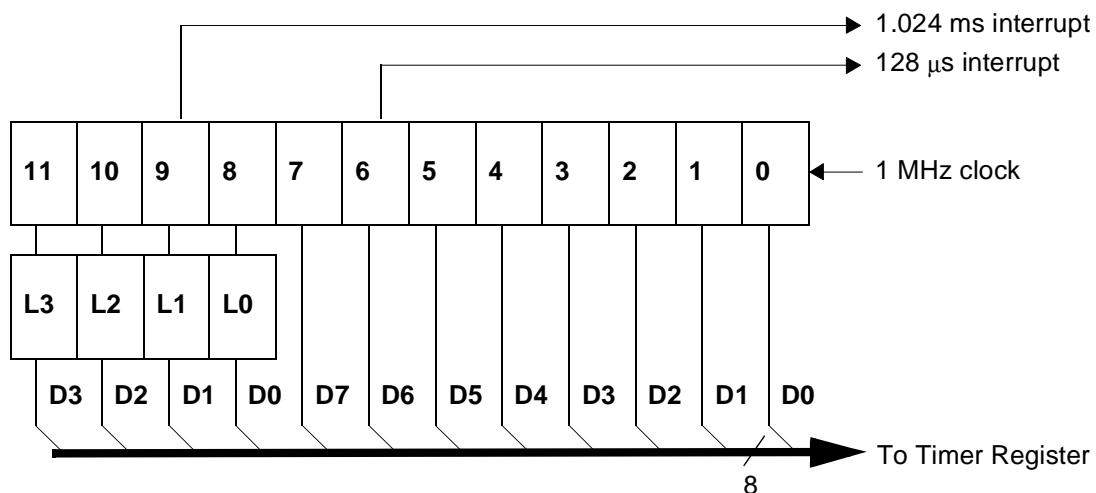 1.024 ms interrupt
128 μs interrupt
11 10 9 8 7 6 5 4 3 2 1 0
1 MHz clock
L3 L2 L1 L0
D3 D2 D1 D0 D7 D6 D5 D4 D3 D2 D1 D0
To Timer Register
8